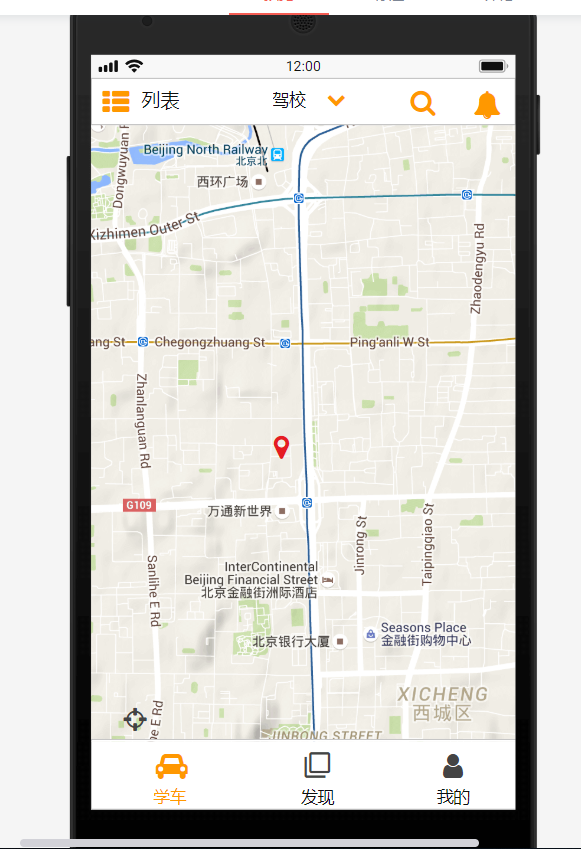 12:00
列表
驾校
Dongwuyuan R
Beijing North Railway
北京北
西环广场
Xizhimen Outer St
Zhaodengyu Rd
ang St
Chegongzhuang St
Ping'anli W St
Zhanlanguan Rd
G109
万通新世界
Jinrong St
Taipingqiao St
Sanlihe E Rd
InterContinental
Beijing Financial Street
北京金融街洲际酒店
Seasons Place
金融街购物中心
北京银行大厦
XICHENG
西城区
he E Rd
JINRONG STREET
学车
发现
我的